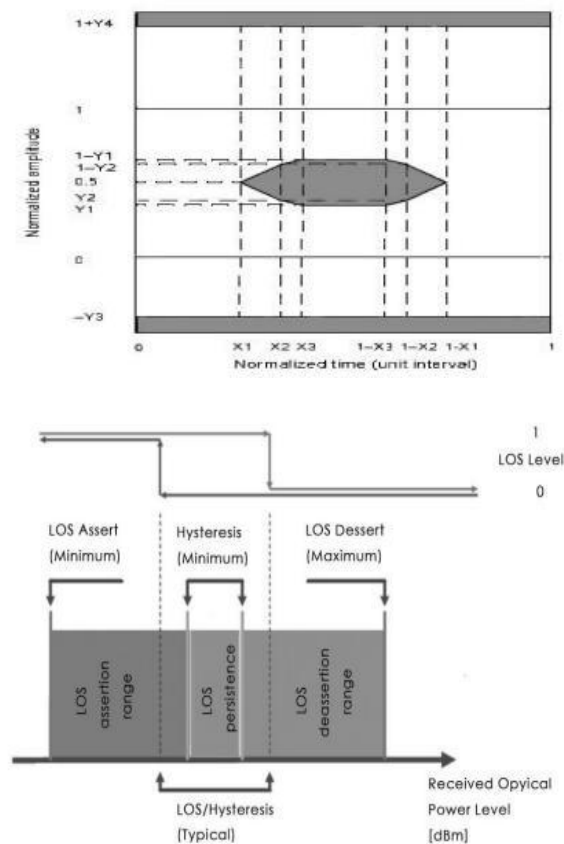 1+Y4
1
1-Y1
1-Y2
0.5
Y2
Y1
0
-Y3
Normalized amplitude
0 X1 X2 X3 1-X3 1-X2 1-X1 1
Normalized time (unit interval)
1
LOS Level
0
LOS Assert
(Minimum)
Hysteresis
(Minimum)
LOS Dessert
(Maximum)
LOS
assertion
range
LOS
persistence
LOS
deassertion
range
LOS/Hysteresis
(Typical)
Received Opyical
Power Level
[dBm]